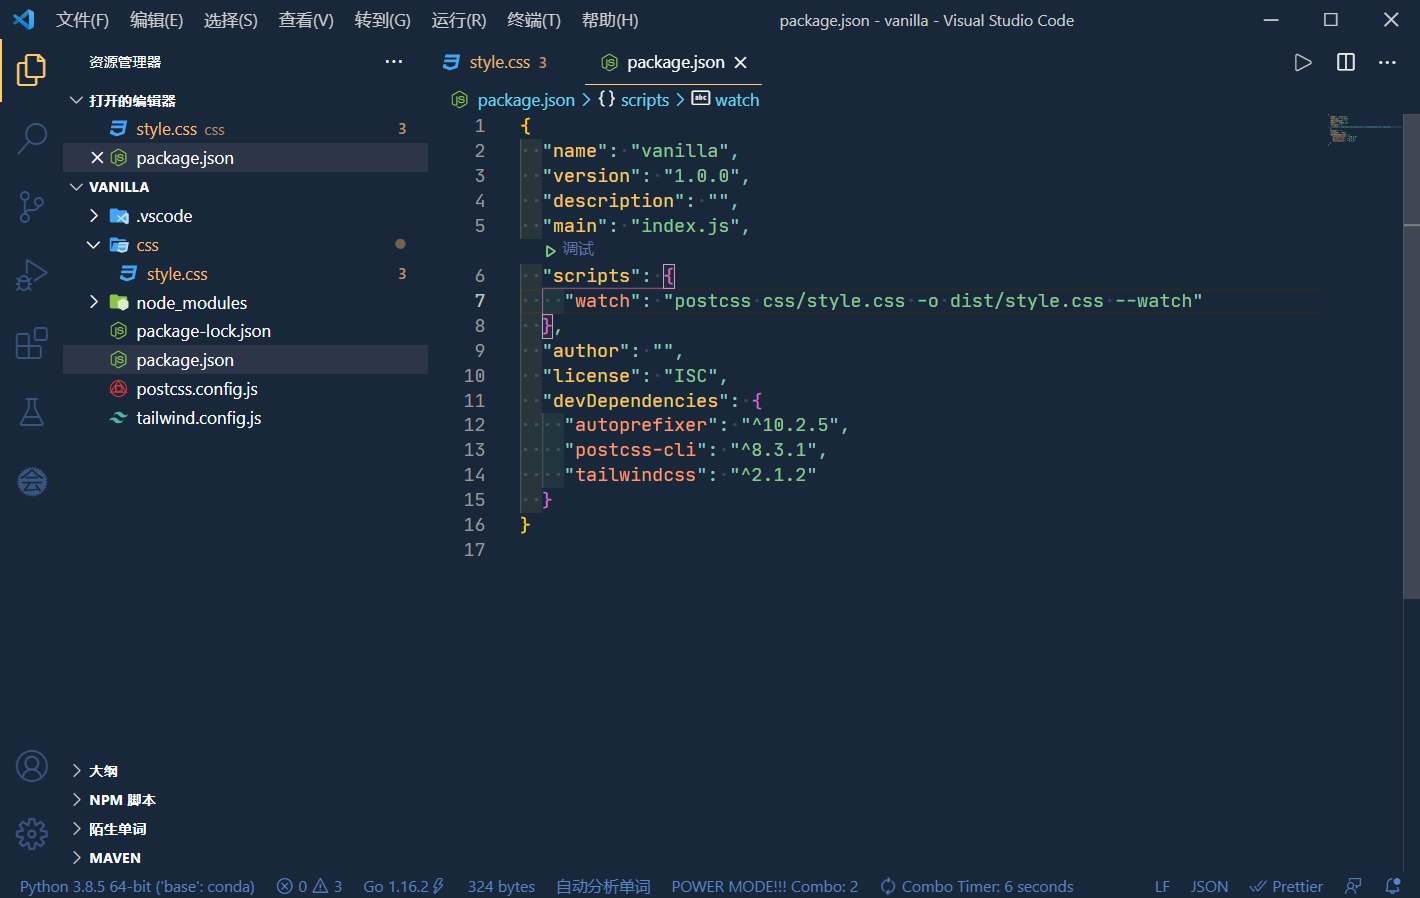 文件(F) 编辑(E) 选择(S) 查看(V) 转到(G) 运行(R) 终端(T) 帮助(H) package.json - vanilla - Visual Studio Code
资源管理器 ···
打开的编辑器
style.css css 3
package.json
VANILLA
.vscode
css
style.css 3
node_modules
package-lock.json
package.json
postcss.config.js
tailwind.config.js
大纲
NPM 脚本
陌生单词
MAVEN
style.css 3 package.json
package.json > {} scripts > abc watch
1 {
2 "name": "vanilla",
3 "version": "1.0.0",
4 "description": "",
5 "main": "index.js",
调试
6 "scripts": {
7 "watch": "postcss css/style.css -o dist/style.css --watch"
8 },
9 "author": "",
10 "license": "ISC",
11 "devDependencies": {
12 "autoprefixer": "^10.2.5",
13 "postcss-cli": "^8.3.1",
14 "tailwindcss": "^2.1.2"
15 }
16 }
17
Python 3.8.5 64-bit ('base': conda) 0 3 Go 1.16.2 324 bytes 自动分析单词 POWER MODE!!! Combo: 2 Combo Timer: 6 seconds LF JSON Prettier